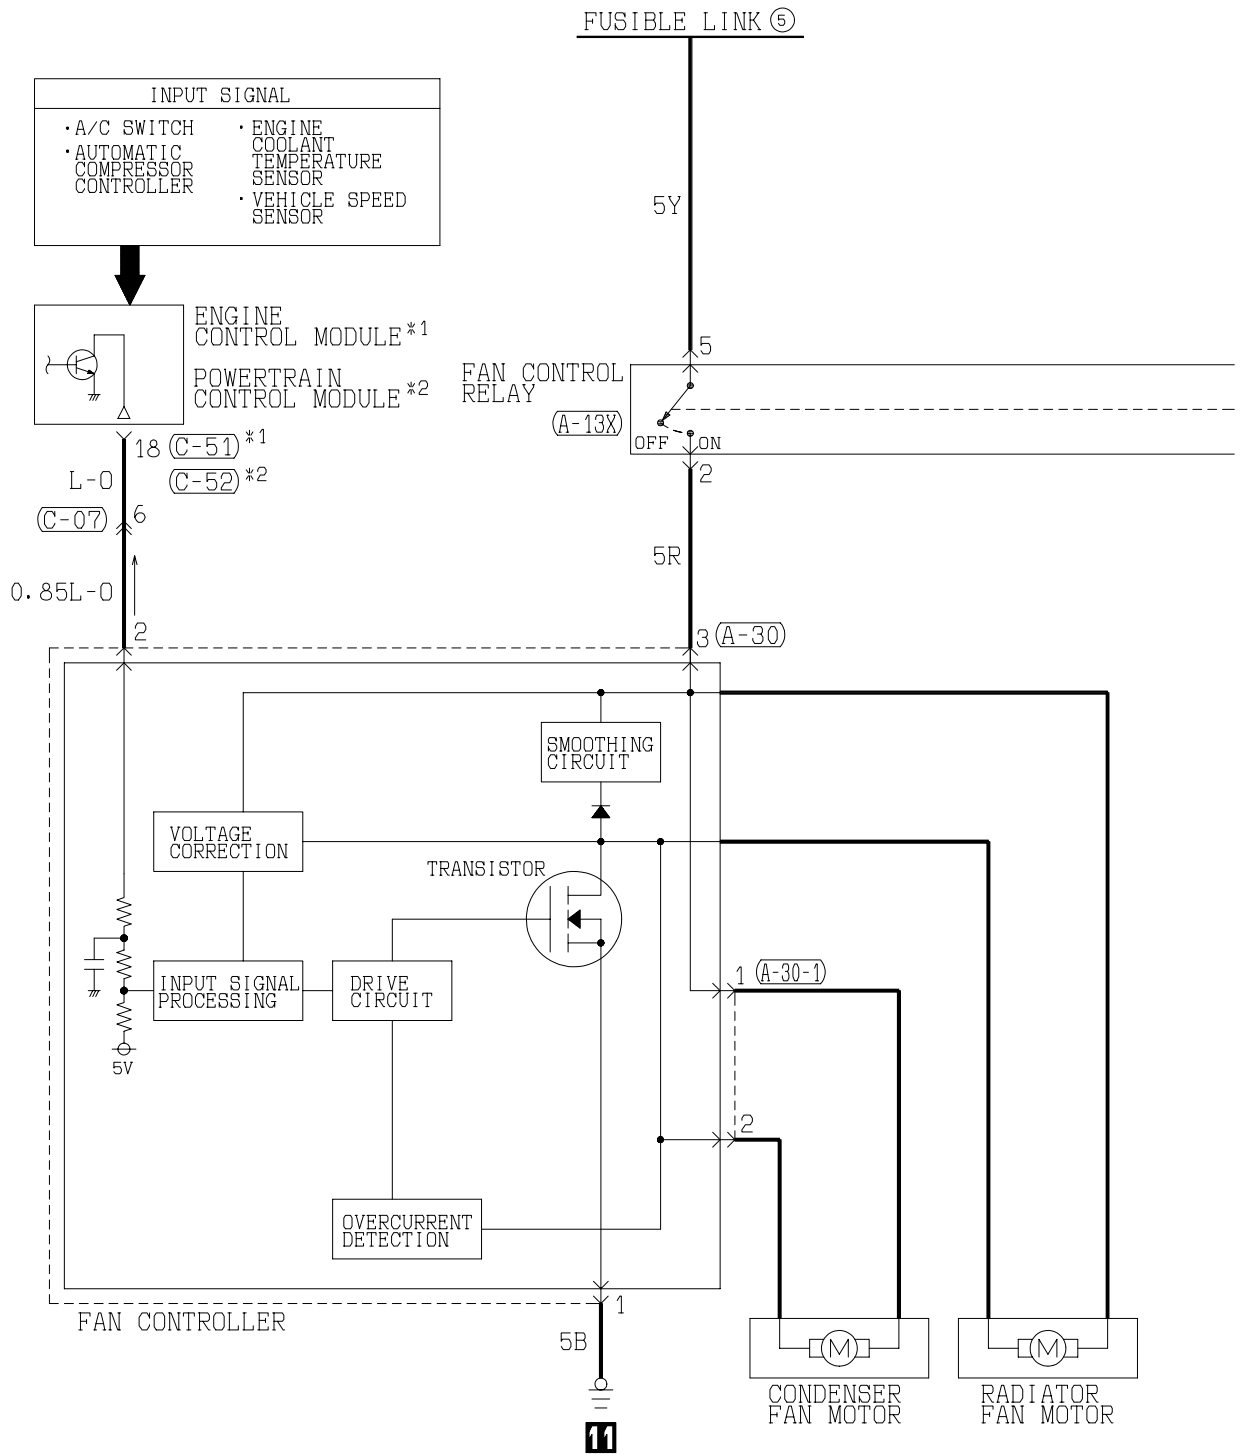 FUSIBLE LINK ⑤
INPUT SIGNAL
·A/C SWITCH
·AUTOMATIC
COMPRESSOR
CONTROLLER
·ENGINE
COOLANT
TEMPERATURE
SENSOR
·VEHICLE SPEED
SENSOR
5Y
ENGINE
CONTROL MODULE*1
POWERTRAIN
CONTROL MODULE*2
5
FAN CONTROL
RELAY
(A-13X)
OFF
ON
18 (C-51)*1
(C-52)*2
2
L-O
(C-07)
6
5R
0.85L-O
2
3 (A-30)
SMOOTHING
CIRCUIT
VOLTAGE
CORRECTION
TRANSISTOR
INPUT SIGNAL
PROCESSING
DRIVE
CIRCUIT
1 (A-30-1)
5V
2
OVERCURRENT
DETECTION
1
FAN CONTROLLER
5B
M
M
CONDENSER
FAN MOTOR
RADIATOR
FAN MOTOR
11